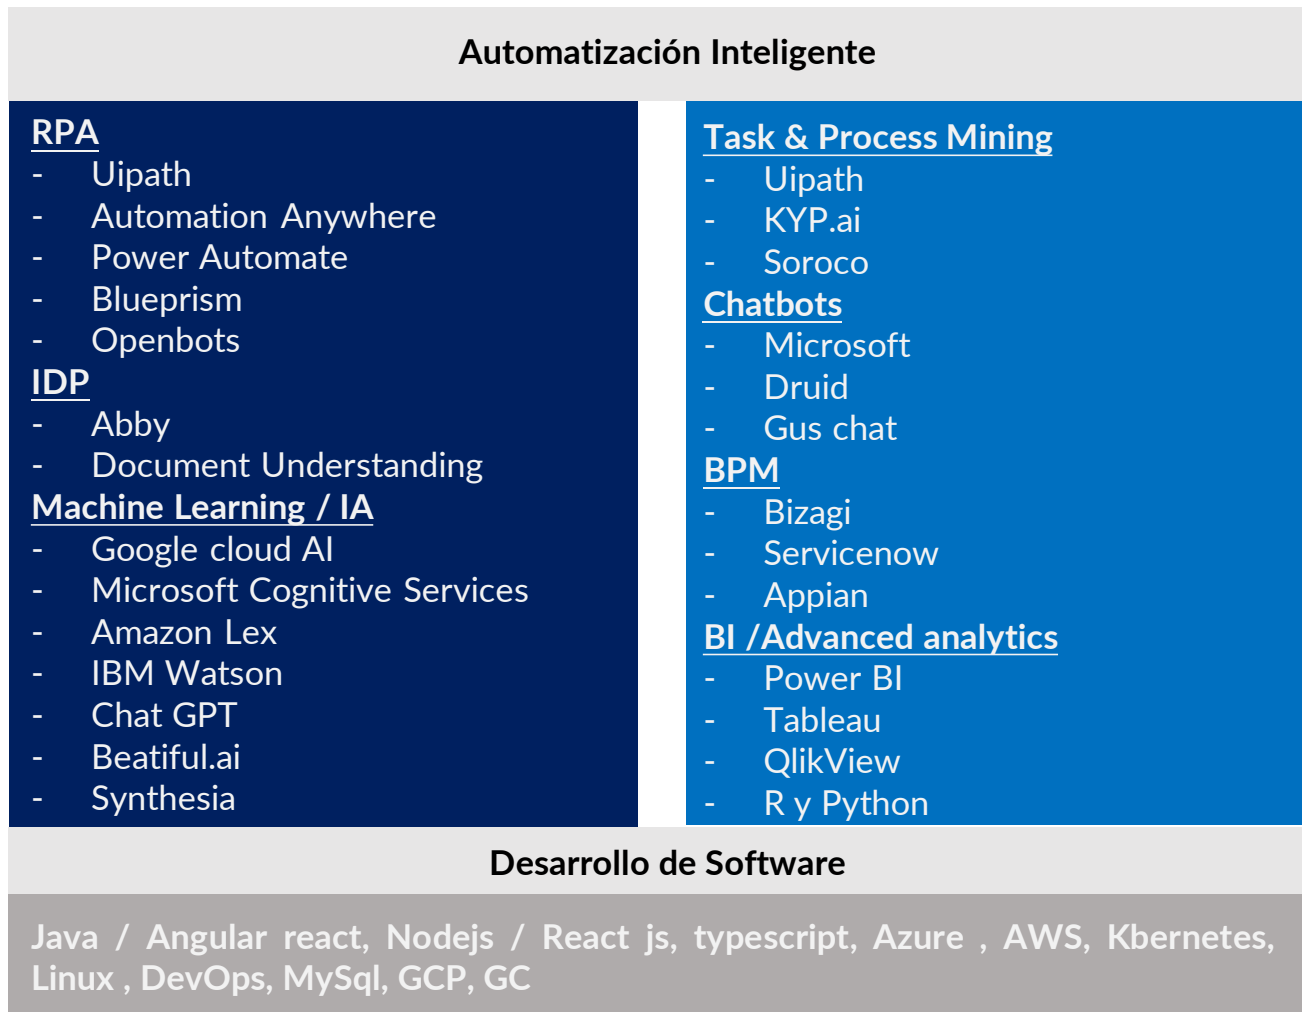 Automatización Inteligente
RPA
- Uipath
- Automation Anywhere
- Power Automate
- Blueprism
- Openbots
IDP
- Abby
- Document Understanding
Machine Learning / IA
- Google cloud AI
- Microsoft Cognitive Services
- Amazon Lex
- IBM Watson
- Chat GPT
- Beatiful.ai
- Synthesia
Task & Process Mining
- Uipath
- KYP.ai
- Soroco
Chatbots
- Microsoft
- Druid
- Gus chat
BPM
- Bizagi
- Servicenow
- Appian
BI /Advanced analytics
- Power BI
- Tableau
- QlikView
- R y Python
Desarrollo de Software
Java / Angular react, Nodejs / React js, typescript, Azure , AWS, Kbernetes,
Linux , DevOps, MySql, GCP, GC